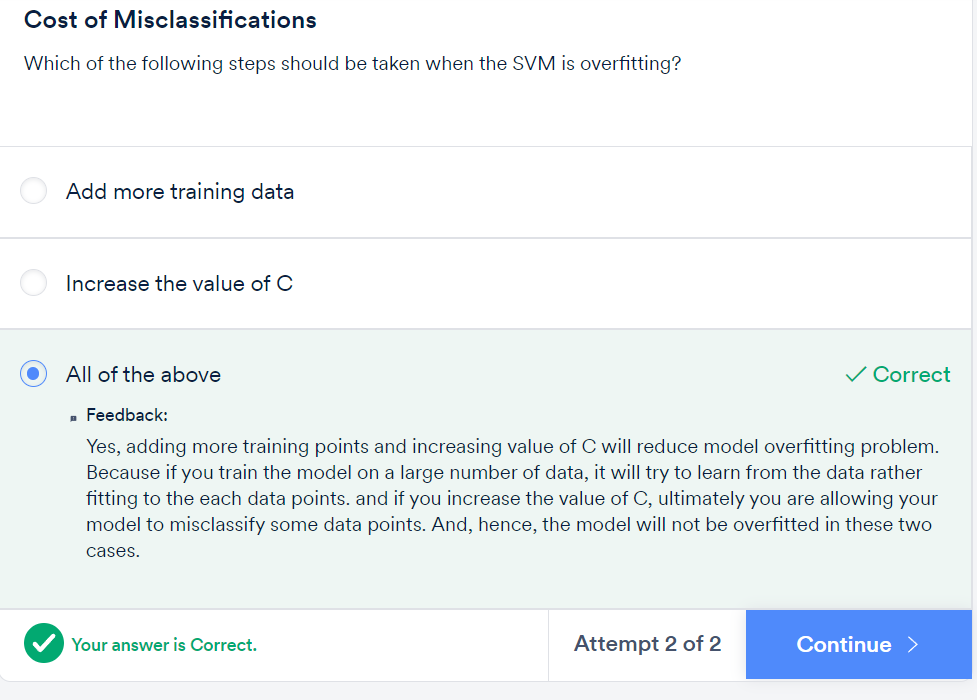 Cost of Misclassifications
Which of the following steps should be taken when the SVM is overfitting?
Add more training data
Increase the value of C
All of the above
Correct
Feedback:
Yes, adding more training points and increasing value of C will reduce model overfitting problem.
Because if you train the model on a large number of data, it will try to learn from the data rather
fitting to the each data points. and if you increase the value of C, ultimately you are allowing your
model to misclassify some data points. And, hence, the model will not be overfitted in these two
cases.
Your answer is Correct.
Attempt 2 of 2
Continue